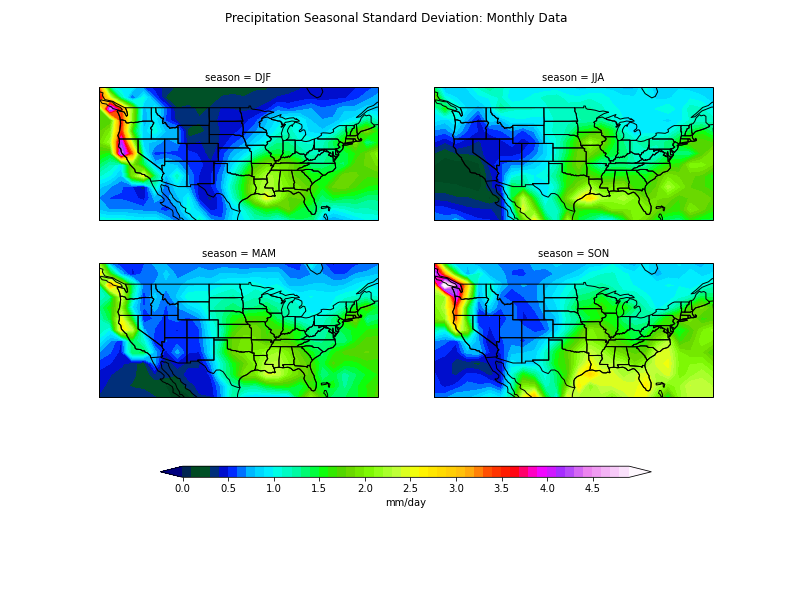 Precipitation Seasonal Standard Deviation: Monthly Data
season = DJF
season = JJA
season = MAM
season = SON
0.0 0.5 1.0 1.5 2.0 2.5 3.0 3.5 4.0 4.5
mm/day